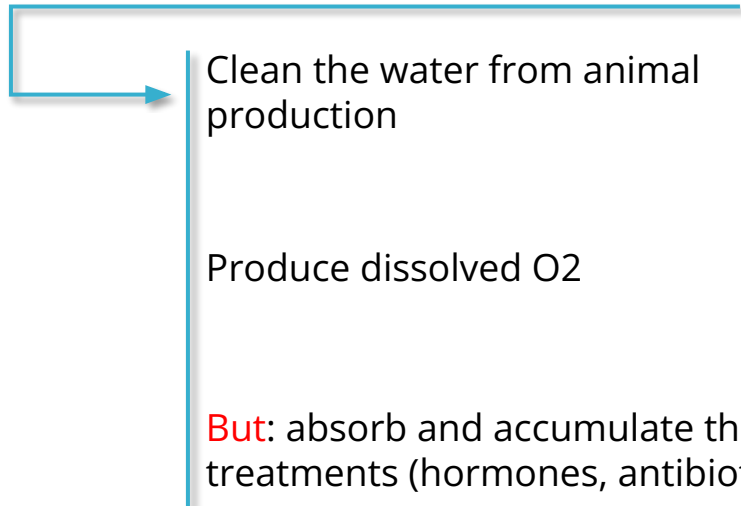 Clean the water from animal
production
Produce dissolved O2
But: absorb and accumulate
treatments (hormones,